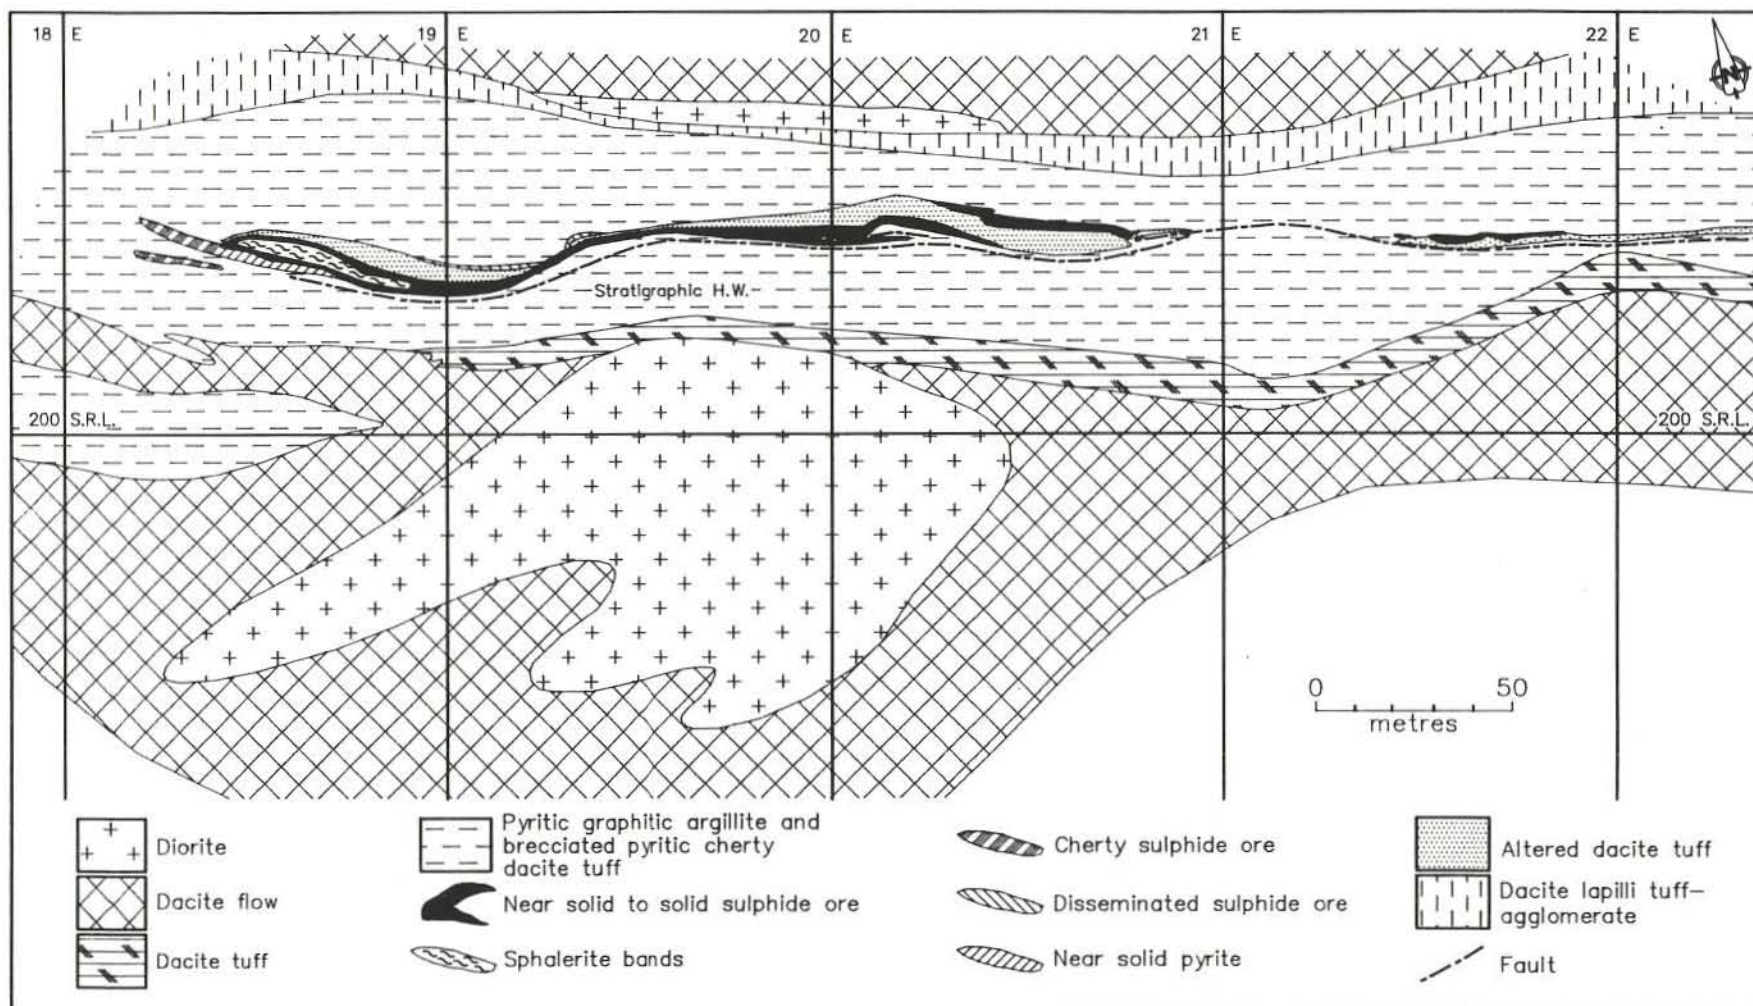 18 E 19 E 20 E 21 E 22 E
N
Stratigraphic H.W.
200 S.R.L. 200 S.R.L.
0 50
metres
Diorite
Dacite flow
Dacite tuff
Pyritic graphitic argillite and
brecciated pyritic cherty
dacite tuff
Near solid to solid sulphide ore
Sphalerite bands
Cherty sulphide ore
Disseminated sulphide ore
Near solid pyrite
Altered dacite tuff
Dacite lapilli tuff—
agglomerate
Fault